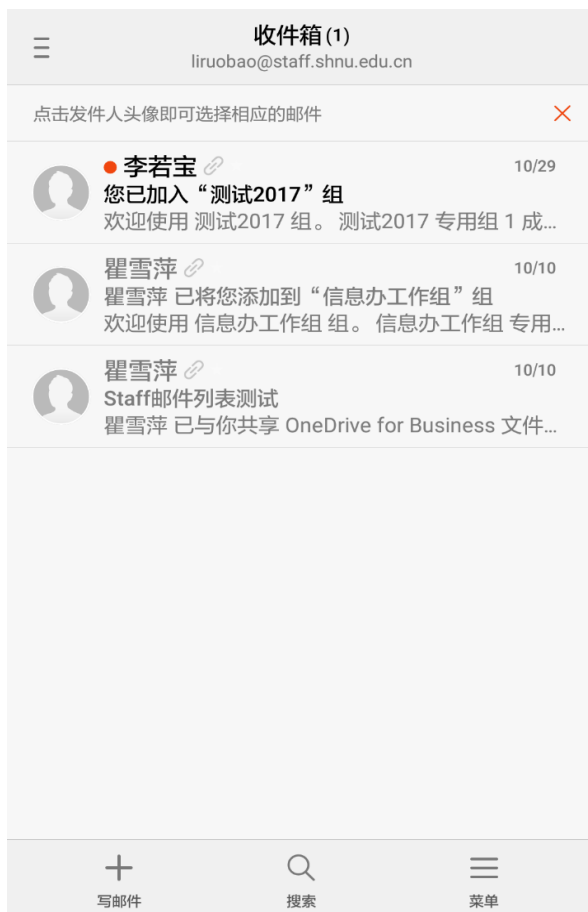 收件箱(1)
liruobao@staff.shnu.edu.cn
点击发件人头像即可选择相应的邮件
李若宝 10/29
您已加入“测试2017”组
欢迎使用 测试2017 组。 测试2017 专用组 1 成...
瞿雪萍 10/10
瞿雪萍 已将您添加到“信息办工作组”组
欢迎使用 信息办工作组 组。 信息办工作组 专用...
瞿雪萍 10/10
Staff邮件列表测试
瞿雪萍 已与你共享 OneDrive for Business 文件...
写邮件 搜索 菜单